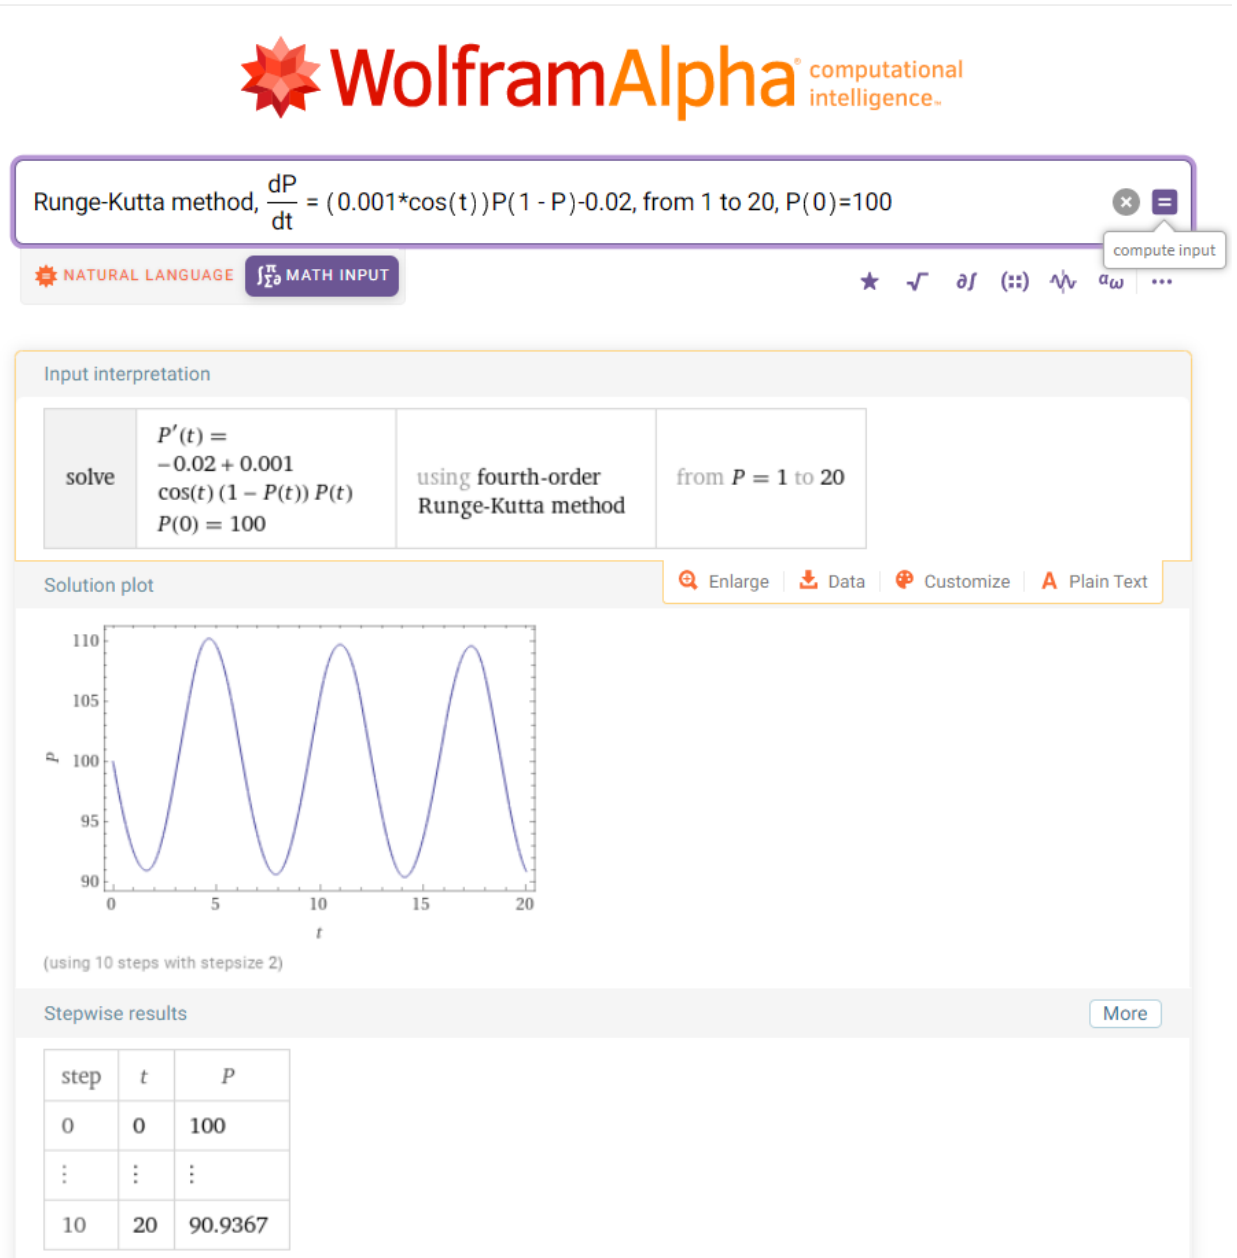 WolframAlpha computational intelligence™
Runge-Kutta method, dP/dt = (0.001*cos(t))P(1 - P)-0.02, from 1 to 20, P(0)=100
compute input
NATURAL LANGUAGE MATH INPUT
Input interpretation
solve
P′(t) =
−0.02 + 0.001
cos(t) (1 − P(t)) P(t)
P(0) = 100
using fourth-order
Runge-Kutta method
from P = 1 to 20
Solution plot
Enlarge Data Customize A Plain Text
110
105
100
95
90
P
0 5 10 15 20
t
(using 10 steps with stepsize 2)
Stepwise results More
step t P
0 0 100
⋮ ⋮ ⋮
10 20 90.9367